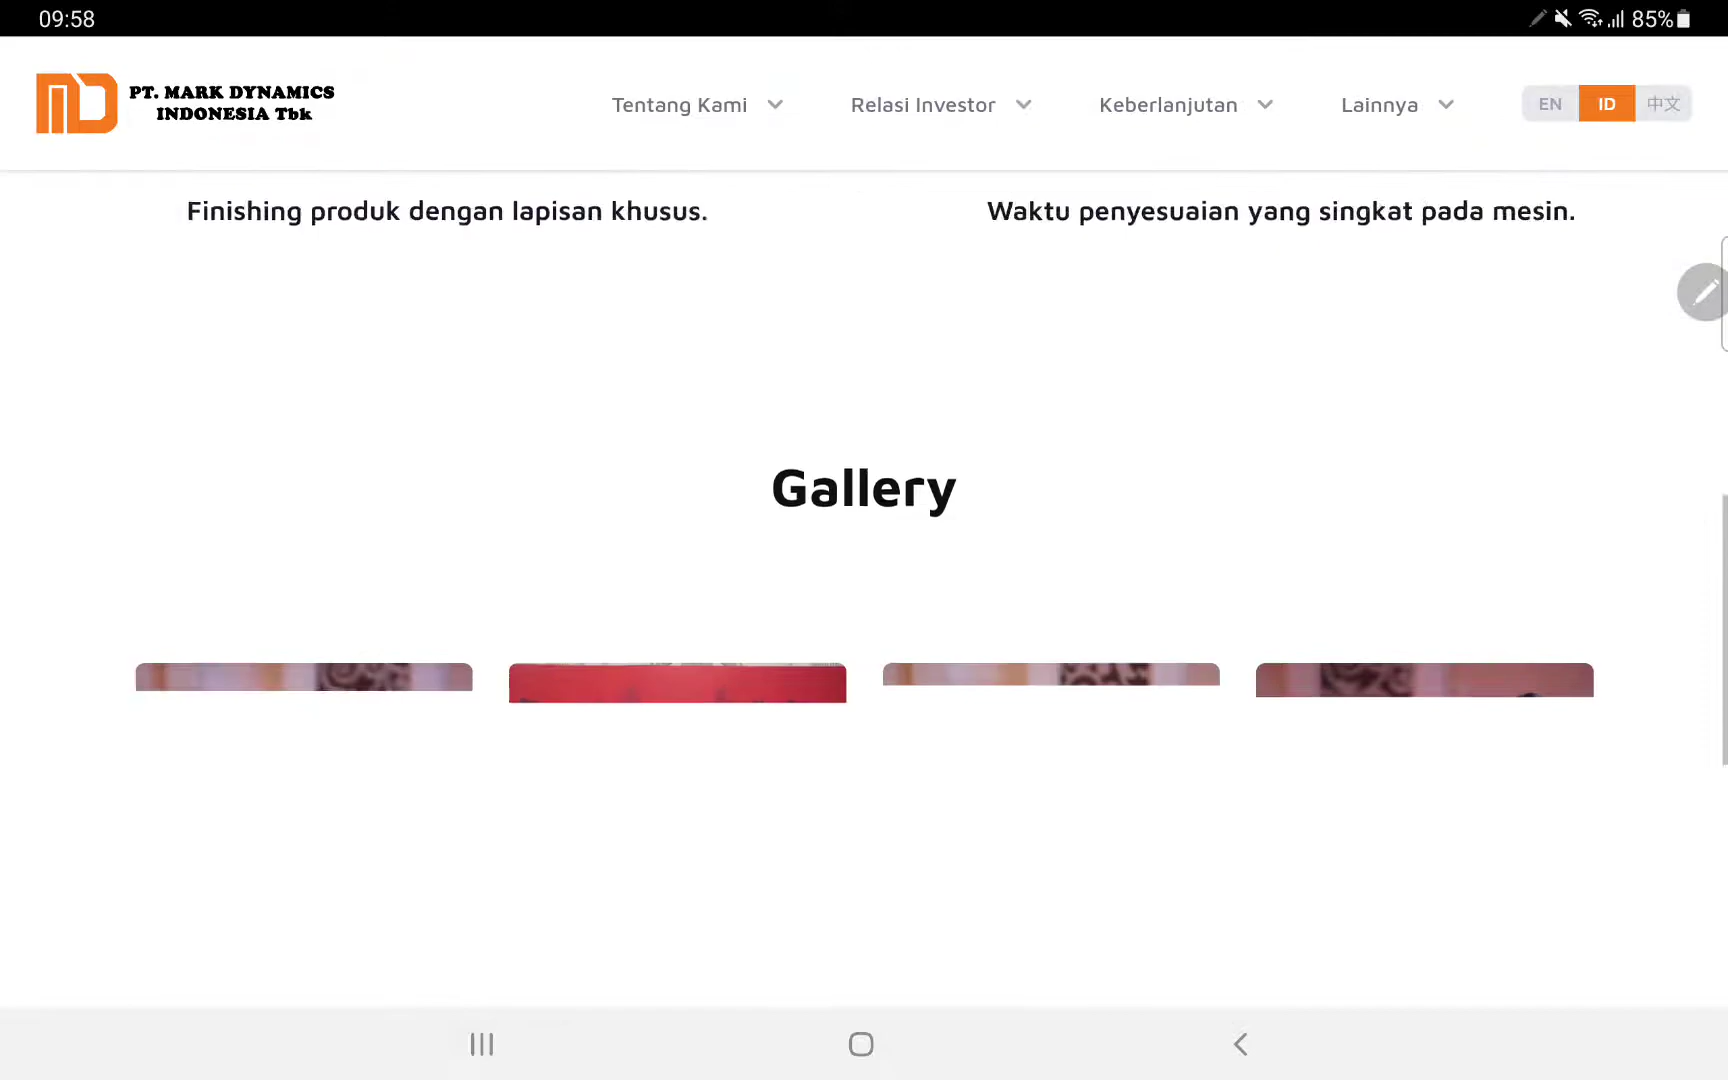 09:58
85%
PT. MARK DYNAMICS
INDONESIA Tbk
Tentang Kami
Relasi Investor
Keberlanjutan
Lainnya
EN
ID
中文
Finishing produk dengan lapisan khusus.
Waktu penyesuaian yang singkat pada mesin.
Gallery